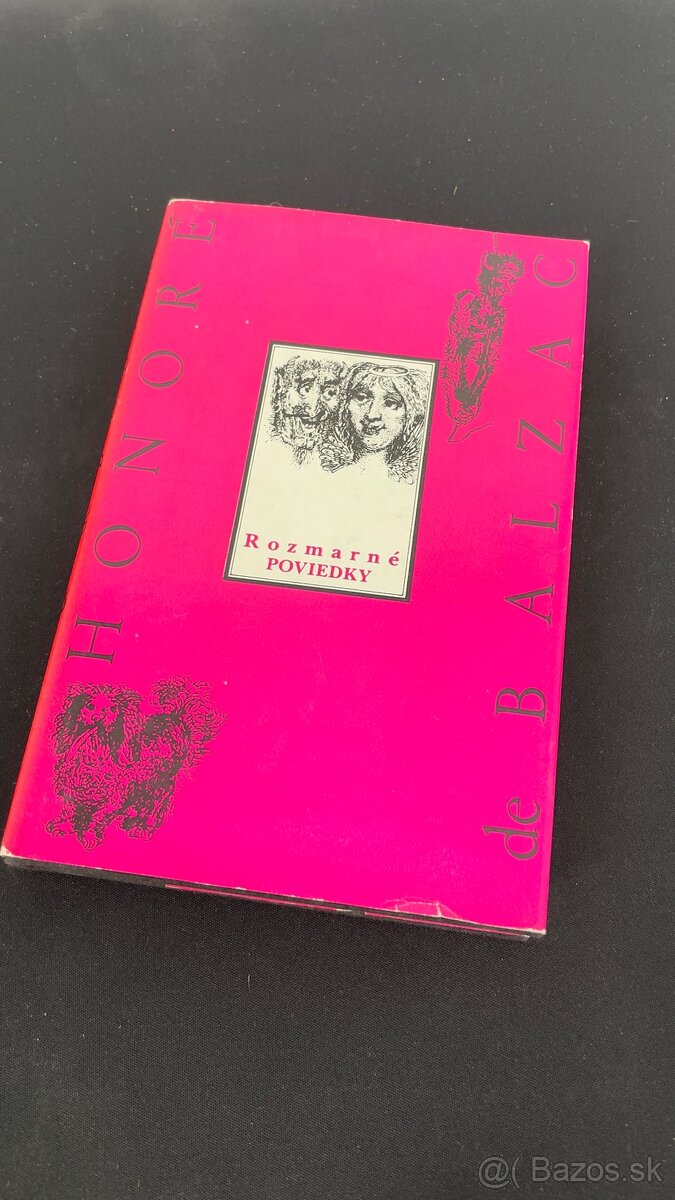 HONORÉ
de BALZAC
Rozmarné
POVIEDKY
@( Bazos.sk